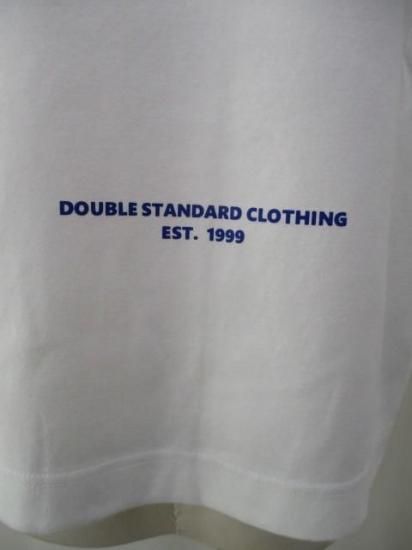 DOUBLE STANDARD CLOTHING
EST. 1999